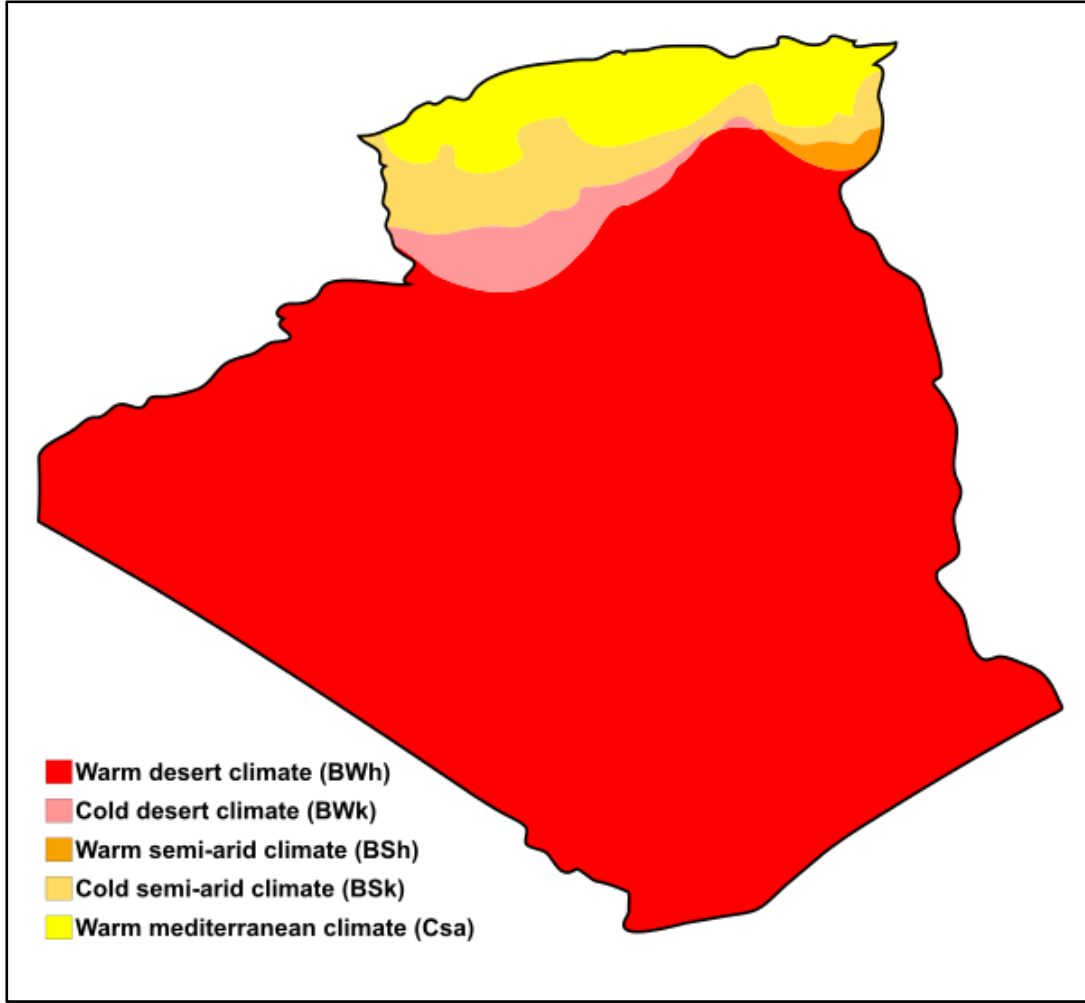 Warm desert climate (BWh)
Cold desert climate (BWk)
Warm semi-arid climate (BSh)
Cold semi-arid climate (BSk)
Warm mediterranean climate (Csa)